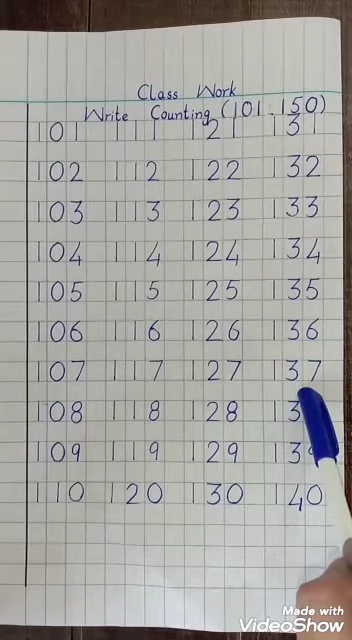 Class Work
Write Counting (101-150)
101 111 121 131
102 112 122 132
103 113 123 133
104 114 124 134
105 115 125 135
106 116 126 136
107 117 127 137
108 118 128
109 119 129
110 120 130 140
Made with
VideoShow